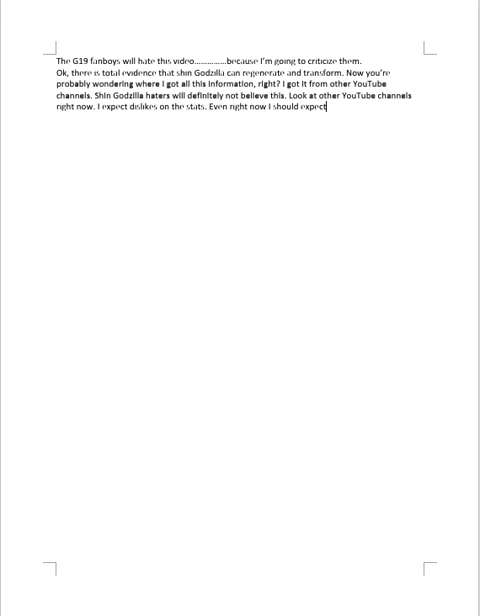 The G19 fanboys will hate this video................because I'm going to criticize them.
Ok, there is total evidence that shin Godzilla can regenerate and transform. Now you're
probably wondering where I got all this information, right? I got it from other YouTube
channels. Shin Godzilla haters will definitely not believe this. Look at other YouTube channels
right now. I expect dislikes on the stats. Even right now I should expect